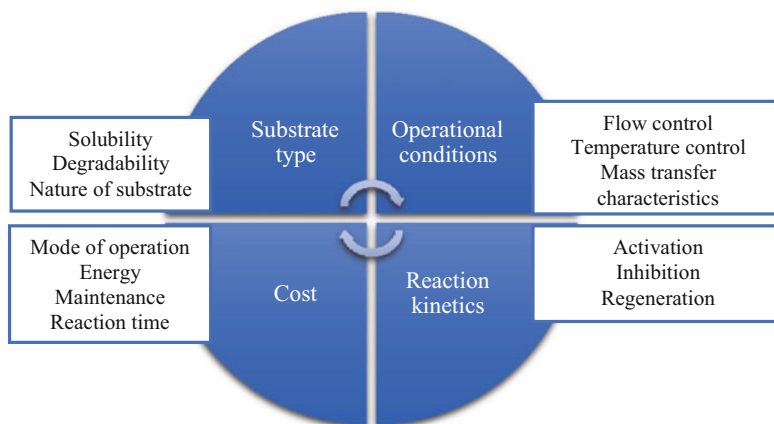 Solubility
Degradability
Nature of substrate
Substrate
type
Operational
conditions
Flow control
Temperature control
Mass transfer
characteristics
Mode of operation
Energy
Maintenance
Reaction time
Cost
Reaction
kinetics
Activation
Inhibition
Regeneration